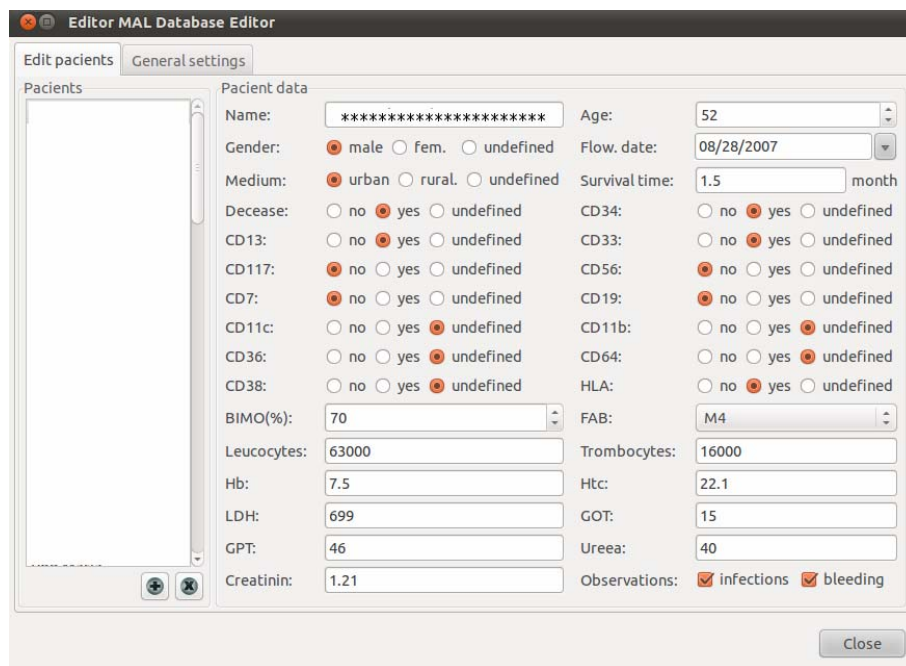 Editor MAL Database Editor
Edit pacients General settings
Pacients Pacient data
Name: ********************** Age: 52
Gender: male fem. undefined Flow. date: 08/28/2007
Medium: urban rural. undefined Survival time: 1.5 month
Decease: no yes undefined CD34: no yes undefined
CD13: no yes undefined CD33: no yes undefined
CD117: no yes undefined CD56: no yes undefined
CD7: no yes undefined CD19: no yes undefined
CD11c: no yes undefined CD11b: no yes undefined
CD36: no yes undefined CD64: no yes undefined
CD38: no yes undefined HLA: no yes undefined
BIMO(%): 70 FAB: M4
Leucocytes: 63000 Trombocytes: 16000
Hb: 7.5 Htc: 22.1
LDH: 699 GOT: 15
GPT: 46 Ureea: 40
Creatinin: 1.21 Observations: infections bleeding
Close